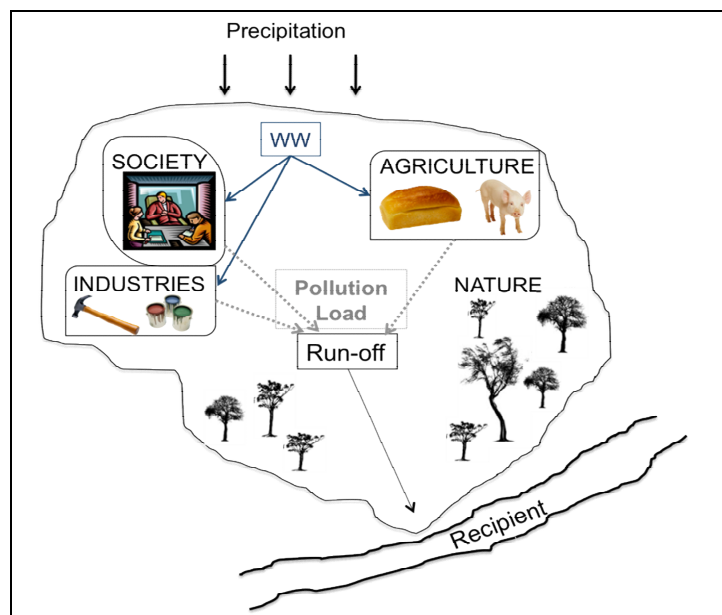 Precipitation
WW
SOCIETY
AGRICULTURE
INDUSTRIES
Pollution
Load
NATURE
Run-off
Recipient